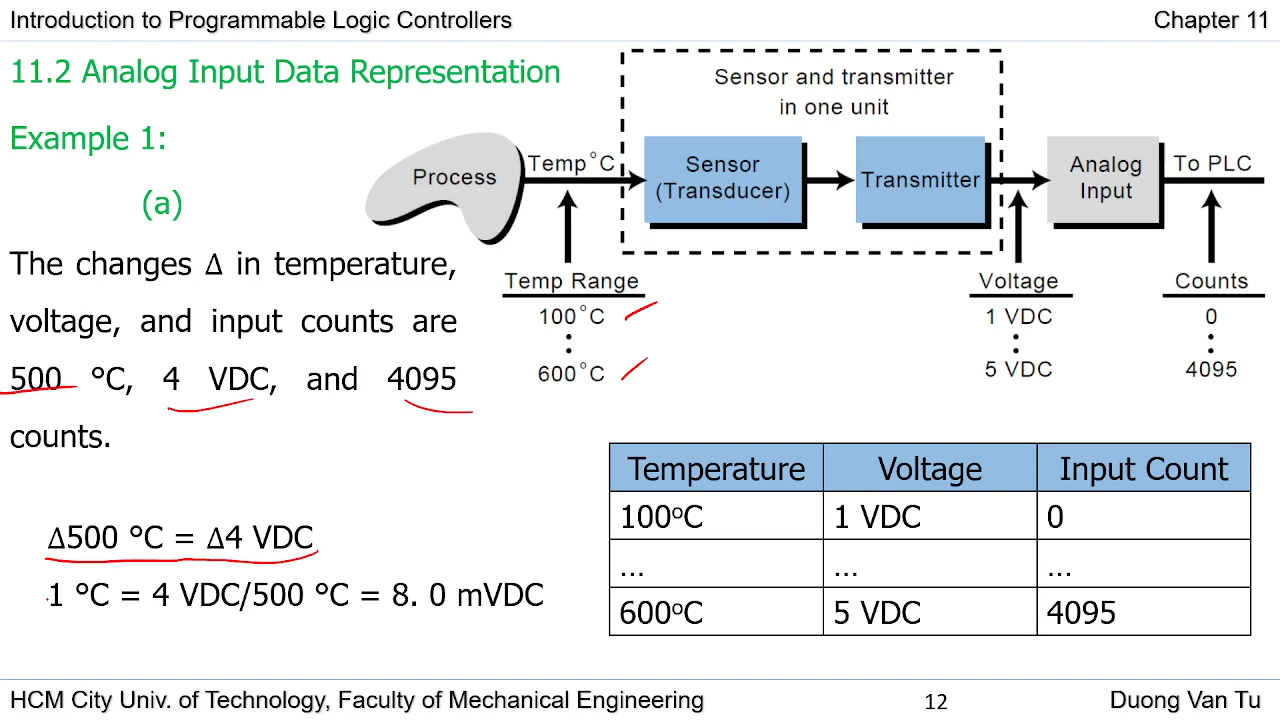 Introduction to Programmable Logic Controllers
Chapter 11
11.2 Analog Input Data Representation
Example 1:
(a)
The changes Δ in temperature,
voltage, and input counts are
500 °C, 4 VDC, and 4095
counts.
Δ500 °C = Δ4 VDC
1 °C = 4 VDC/500 °C = 8. 0 mVDC
Sensor and transmitter
in one unit
Process
Temp°C
Sensor
(Transducer)
Transmitter
Analog
Input
To PLC
Temp Range
100°C
⋮
600°C
Voltage
1 VDC
⋮
5 VDC
Counts
0
⋮
4095
Temperature Voltage Input Count
100ºC 1 VDC 0
... ... ...
600ºC 5 VDC 4095
HCM City Univ. of Technology, Faculty of Mechanical Engineering
12
Duong Van Tu